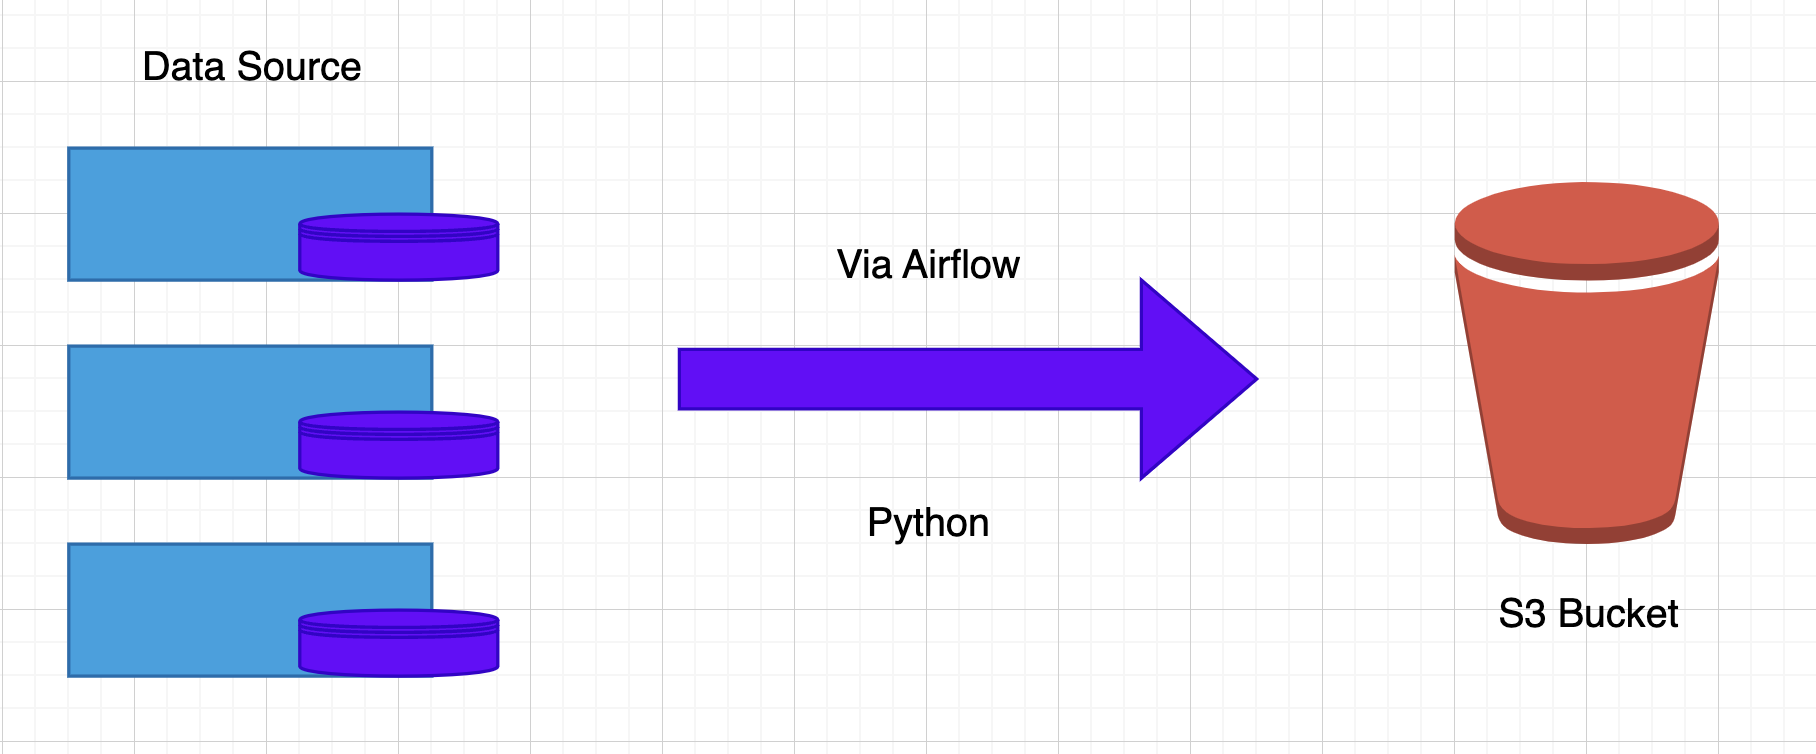 Data Source
Via Airflow
Python
S3 Bucket